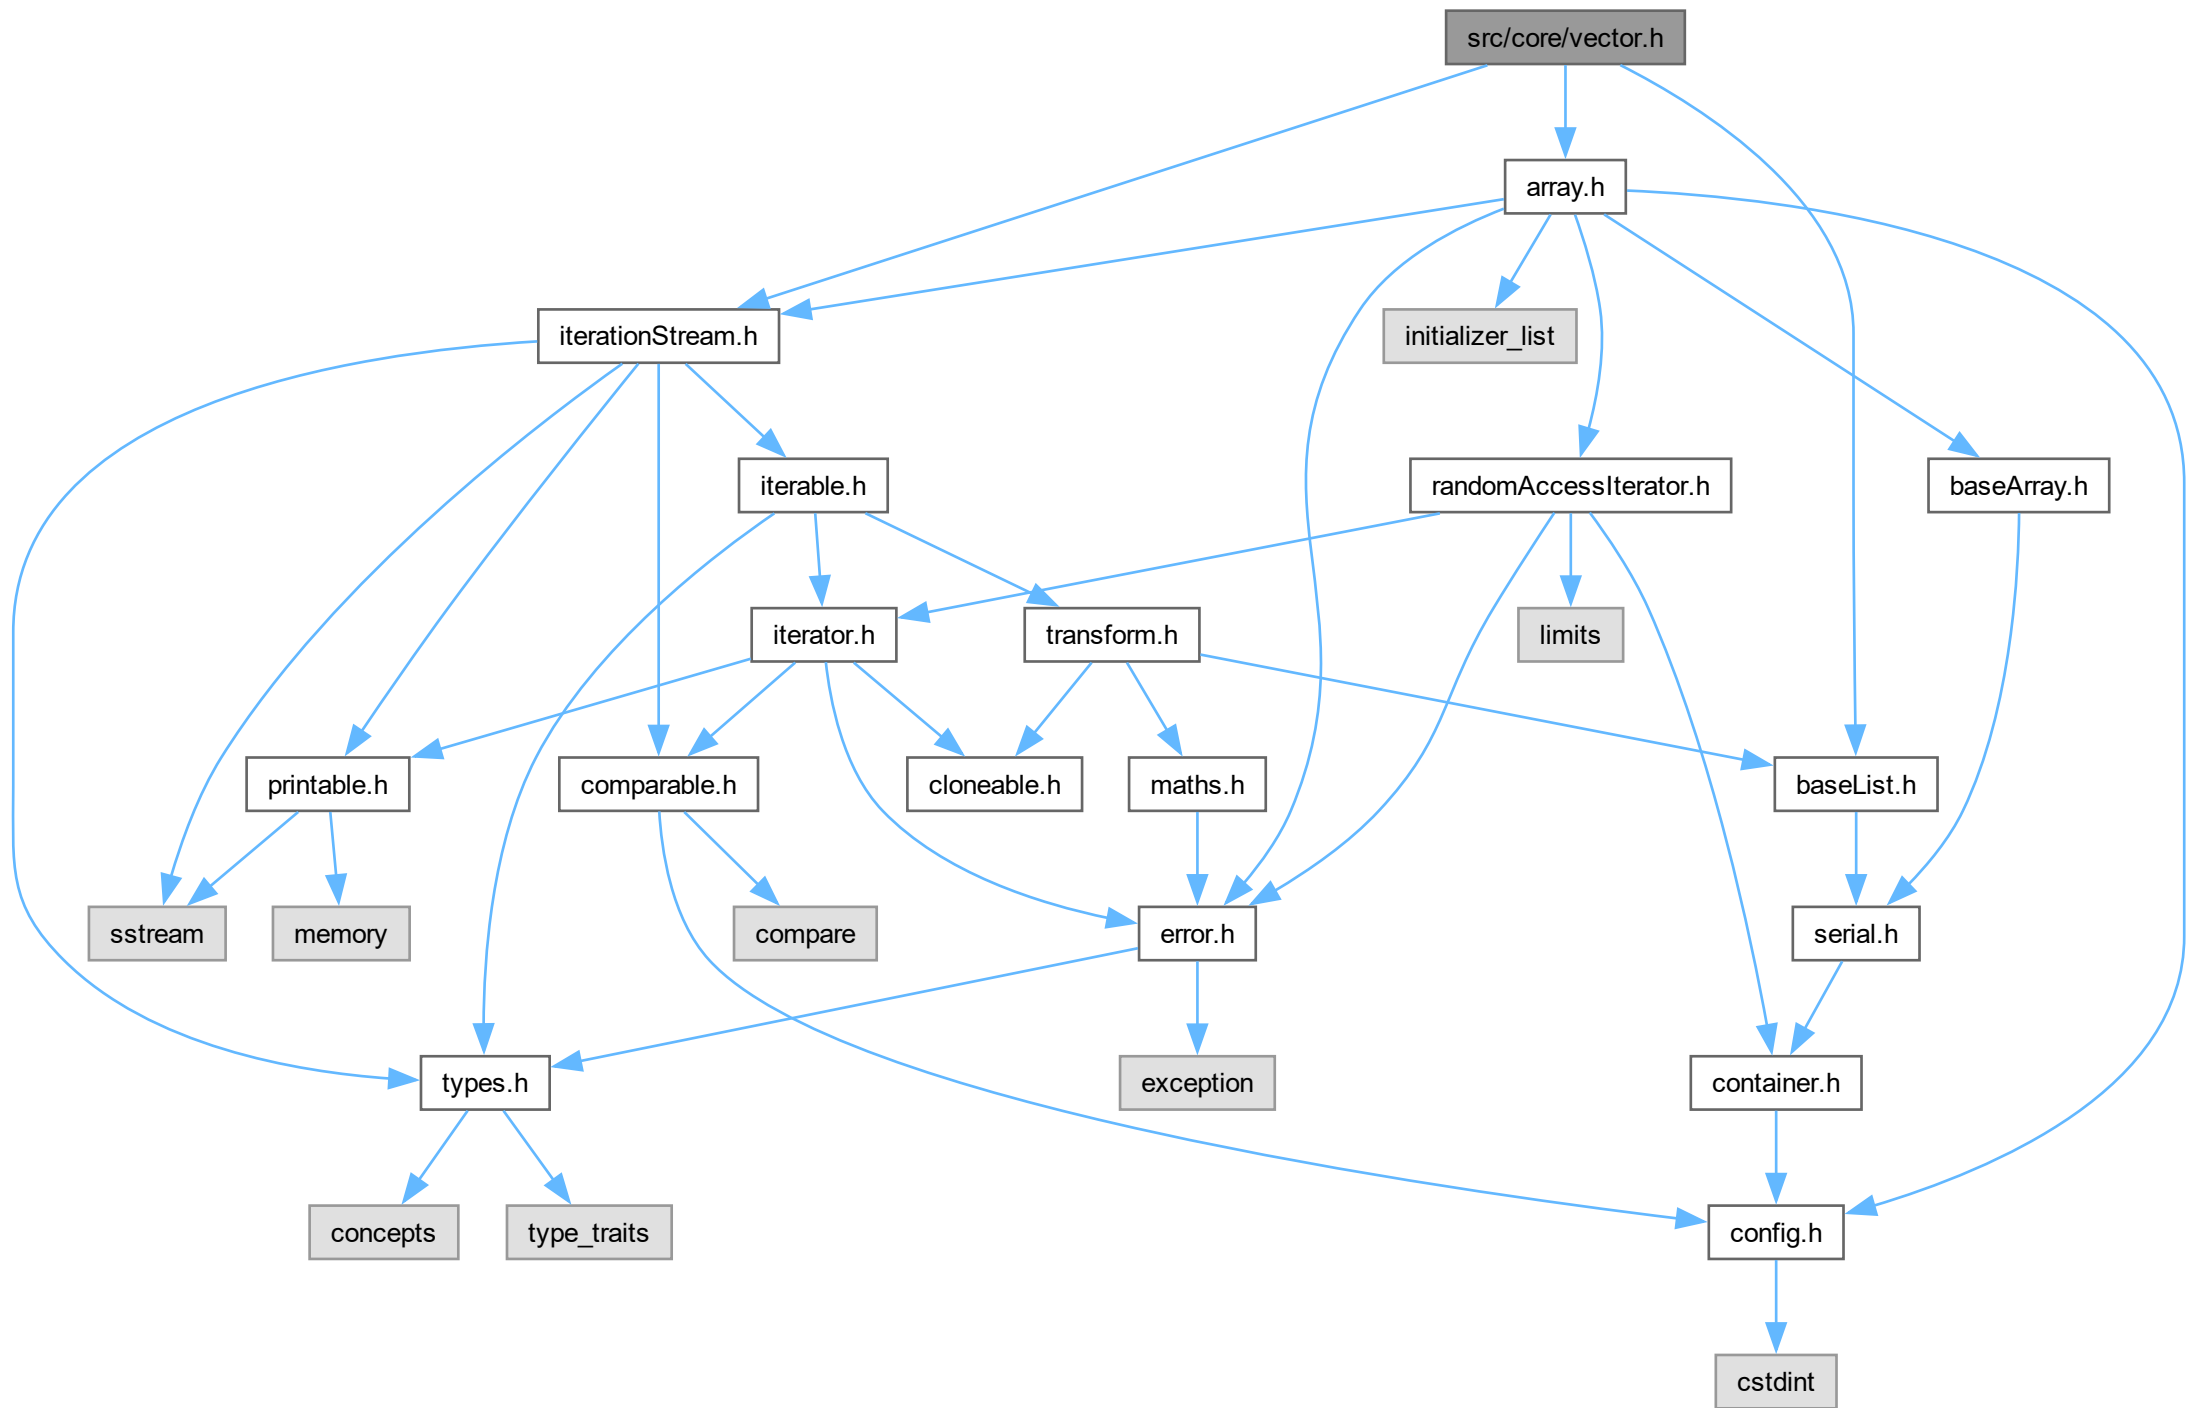 src/core/vector.h
array.h
iterationStream.h
initializer_list
iterable.h
randomAccessIterator.h
baseArray.h
iterator.h
transform.h
limits
printable.h
comparable.h
cloneable.h
maths.h
baseList.h
sstream
memory
compare
error.h
serial.h
types.h
exception
container.h
concepts
type_traits
config.h
cstdint